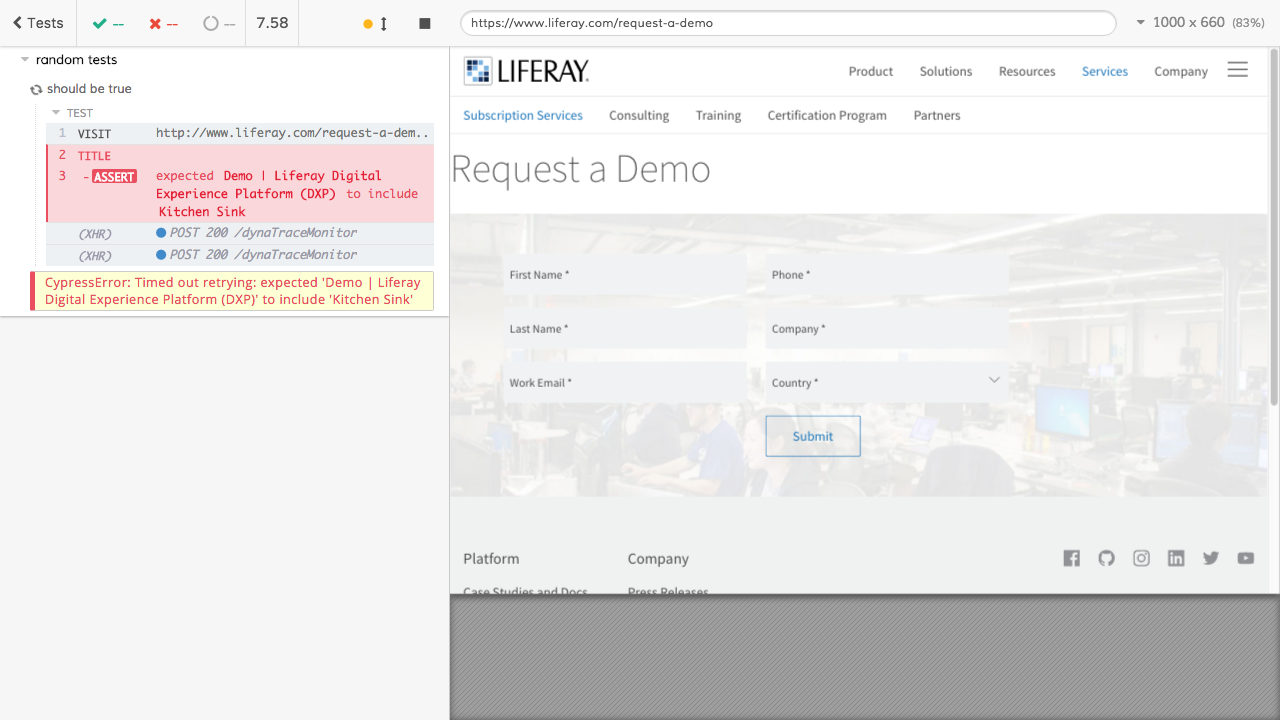 Tests
--
--
--
7.58
https://www.liferay.com/request-a-demo
1000 x 660 (83%)
random tests
should be true
TEST
1 VISIT http://www.liferay.com/request-a-dem..
2 TITLE
3 - ASSERT expected Demo | Liferay Digital
Experience Platform (DXP) to include
Kitchen Sink
(XHR) POST 200 /dynaTraceMonitor
(XHR) POST 200 /dynaTraceMonitor
CypressError: Timed out retrying: expected 'Demo | Liferay
Digital Experience Platform (DXP)' to include 'Kitchen Sink'
LIFERAY
Product Solutions Resources Services Company
Subscription Services Consulting Training Certification Program Partners
Request a Demo
First Name * Phone *
Last Name * Company *
Work Email * Country *
Submit
Platform Company
Case Studies and Docs Press Releases